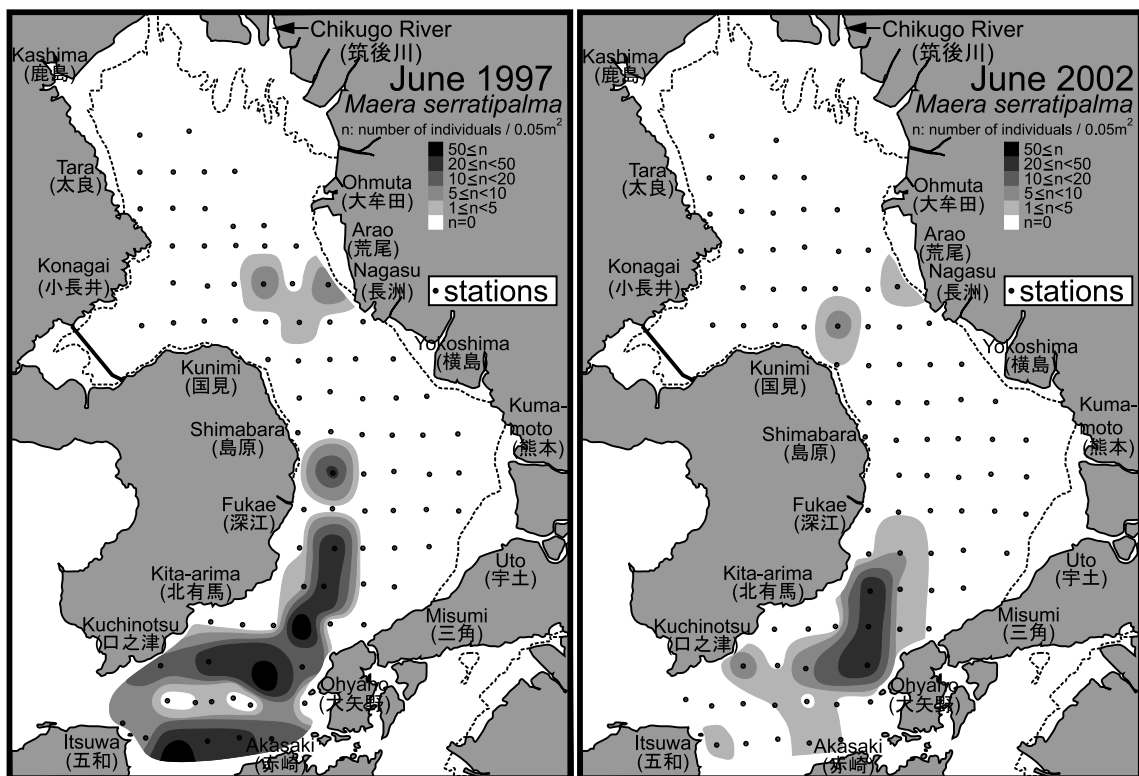 Chikugo River
(筑後川)
Kashima
(鹿島)
June 1997
Maera serratipalma
n: number of individuals / 0.05m²
50≤n
20≤n<50
10≤n<20
5≤n<10
1≤n<5
n=0
Tara
(太良)
Ohmuta
(大牟田)
Arao
(荒尾)
Konagai
(小長井)
Nagasu
(長洲)
stations
Yokoshima
(横島)
Kunimi
(国見)
Kuma-
moto
(熊本)
Shimabara
(島原)
Fukae
(深江)
Uto
(宇土)
Kita-arima
(北有馬)
Misumi
(三角)
Kuchinotsu
(口之津)
Ohyano
(大矢野)
Itsuwa
(五和)
Akasaki
(赤崎)
Chikugo River
(筑後川)
Kashima
(鹿島)
June 2002
Maera serratipalma
n: number of individuals / 0.05m²
50≤n
20≤n<50
10≤n<20
5≤n<10
1≤n<5
n=0
Tara
(太良)
Ohmuta
(大牟田)
Arao
(荒尾)
Konagai
(小長井)
Nagasu
(長洲)
stations
Yokoshima
(横島)
Kunimi
(国見)
Kuma-
moto
(熊本)
Shimabara
(島原)
Fukae
(深江)
Uto
(宇土)
Kita-arima
(北有馬)
Misumi
(三角)
Kuchinotsu
(口之津)
Ohyano
(大矢野)
Itsuwa
(五和)
Akasaki
(赤崎)